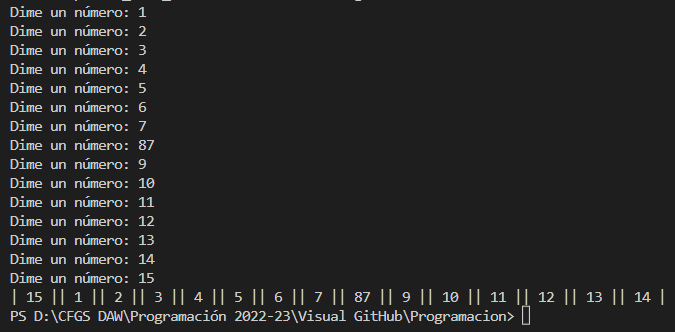 Dime un número: 1
Dime un número: 2
Dime un número: 3
Dime un número: 4
Dime un número: 5
Dime un número: 6
Dime un número: 7
Dime un número: 87
Dime un número: 9
Dime un número: 10
Dime un número: 11
Dime un número: 12
Dime un número: 13
Dime un número: 14
Dime un número: 15
| 15 || 1 || 2 || 3 || 4 || 5 || 6 || 7 || 87 || 9 || 10 || 11 || 12 || 13 || 14 |
PS D:\CFGS DAW\Programación 2022-23\Visual GitHub\Programacion>